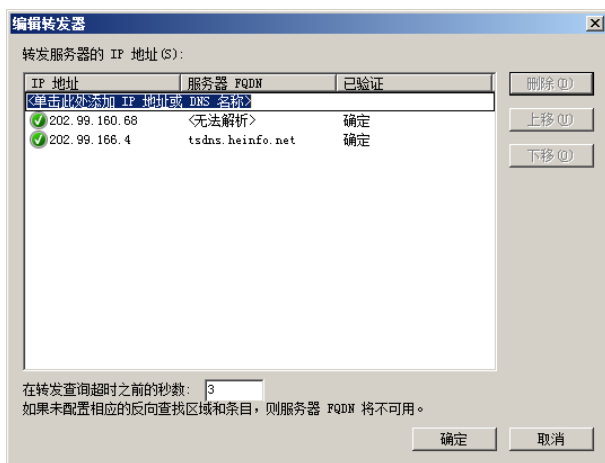 编辑转发器
转发服务器的 IP 地址(S):
IP 地址 服务器 FQDN 已验证
<单击此处添加 IP 地址或 DNS 名称>
202.99.160.68 <无法解析> 确定
202.99.166.4 tsdns.heinfo.net 确定
删除(D)
上移(U)
下移(O)
在转发查询超时之前的秒数: 3
如果未配置相应的反向查找区域和条目，则服务器 FQDN 将不可用。
确定 取消